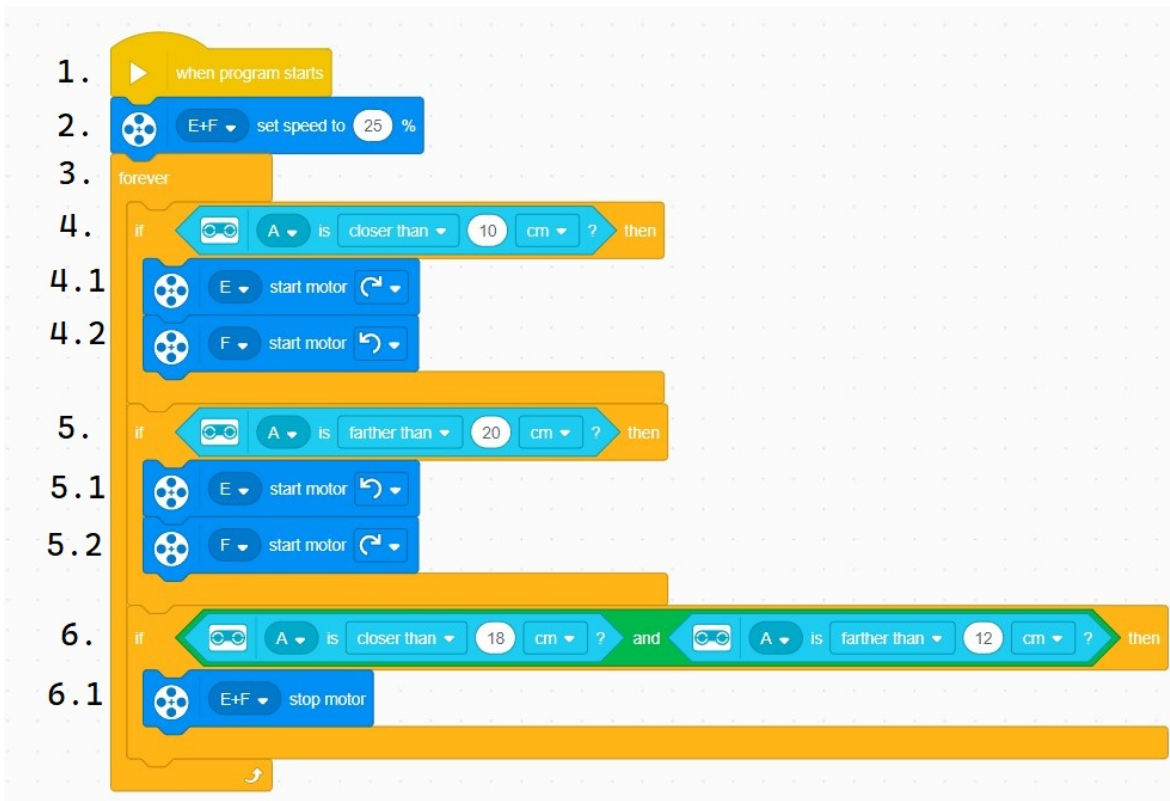 1. when program starts
2. E+F set speed to 25 %
3. forever
4. if A is closer than 10 cm ? then
4.1 E start motor
4.2 F start motor
5. if A is farther than 20 cm ? then
5.1 E start motor
5.2 F start motor
6. if A is closer than 18 cm ? and A is farther than 12 cm ? then
6.1 E+F stop motor